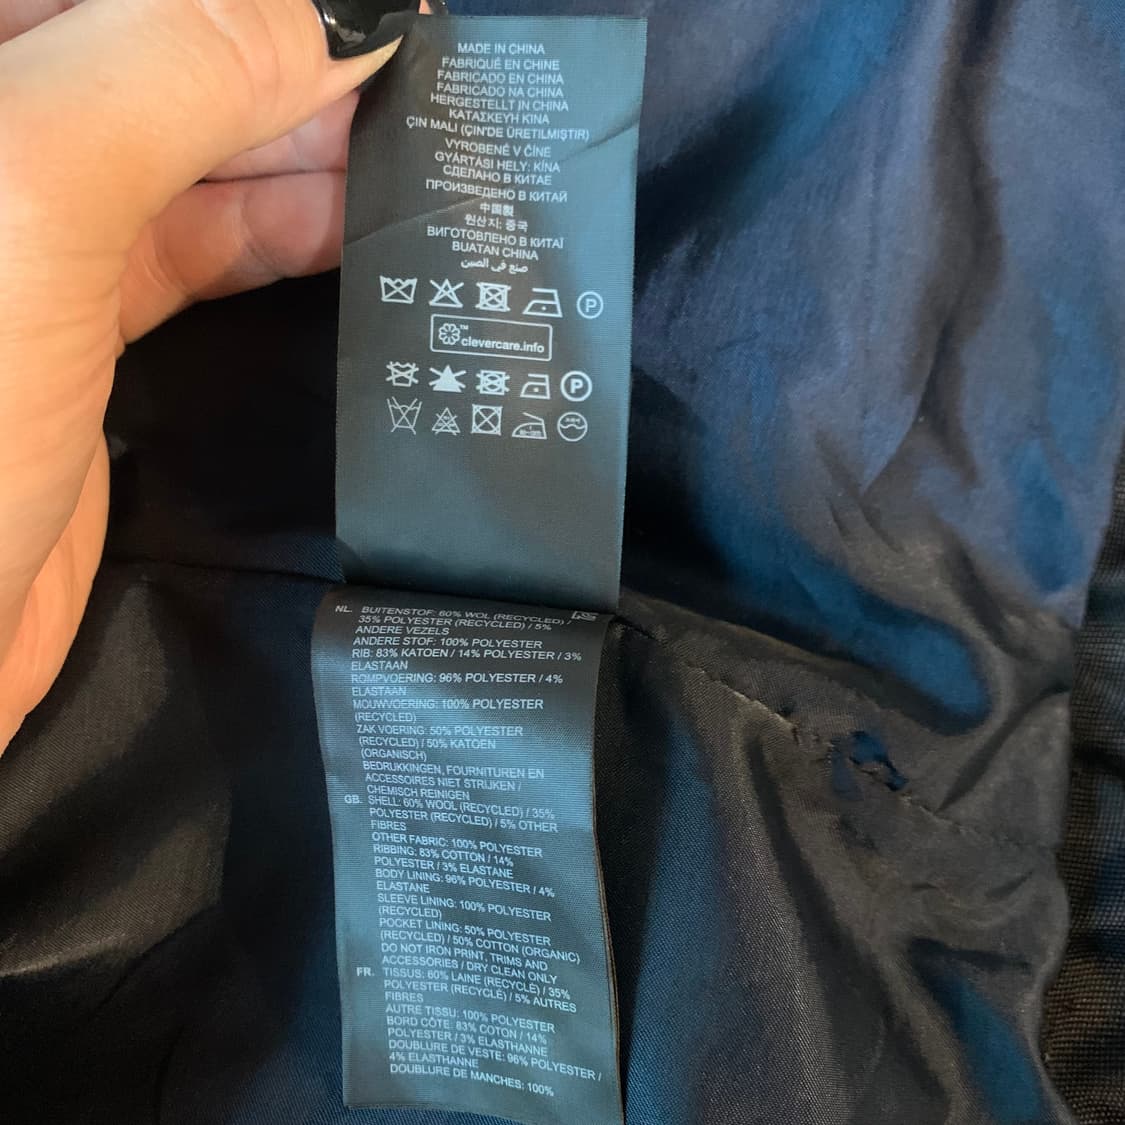 MADE IN CHINA
FABRIQUÉ EN CHINE
FABRICADO EN CHINA
FABRICADO NA CHINA
HERGESTELLT IN CHINA
ΚΑΤΑΣΚΕΥΗ ΚΙΝΑ
ÇIN MALI (ÇIN'DE ÜRETILMIŞTIR)
VYROBENÉ V ČÍNE
GYÁRTÁSI HELY: KÍNA
СДЕЛАНО В КИТАЕ
ПРОИЗВЕДЕНО В КИТАЙ
中國製
원산지: 중국
ВИГОТОВЛЕНО В КИТАЇ
BUATAN CHINA
صنع في الصين
P
™ clevercare.info
P
NL. BUITENSTOF: 60% WOL (RECYCLED) /
35% POLYESTER (RECYCLED) / 5%
ANDERE VEZELS
ANDERE STOF: 100% POLYESTER
RIB: 83% KATOEN / 14% POLYESTER / 3%
ELASTAAN
ROMPVOERING: 96% POLYESTER / 4%
ELASTAAN
MOUWVOERING: 100% POLYESTER
(RECYCLED)
ZAK VOERING: 50% POLYESTER
(RECYCLED) / 50% KATOEN
(ORGANISCH)
BEDRUKKINGEN, FOURNITUREN EN
ACCESSOIRES NIET STRIJKEN /
CHEMISCH REINIGEN
GB. SHELL: 60% WOOL (RECYCLED) / 35%
POLYESTER (RECYCLED) / 5% OTHER
FIBRES
OTHER FABRIC: 100% POLYESTER
RIBBING: 83% COTTON / 14%
POLYESTER / 3% ELASTANE
BODY LINING: 96% POLYESTER / 4%
ELASTANE
SLEEVE LINING: 100% POLYESTER
(RECYCLED)
POCKET LINING: 50% POLYESTER
(RECYCLED) / 50% COTTON (ORGANIC)
DO NOT IRON PRINT, TRIMS AND
ACCESSORIES / DRY CLEAN ONLY
FR. TISSUS: 60% LAINE (RECYCLÉ) / 35%
POLYESTER (RECYCLÉ) / 5% AUTRES
FIBRES
AUTRE TISSU: 100% POLYESTER
BORD CÔTE: 83% COTON / 14%
POLYESTER / 3% ELASTHANNE
DOUBLURE DE VESTE: 96% POLYESTER /
4% ELASTHANNE
DOUBLURE DE MANCHES: 100%